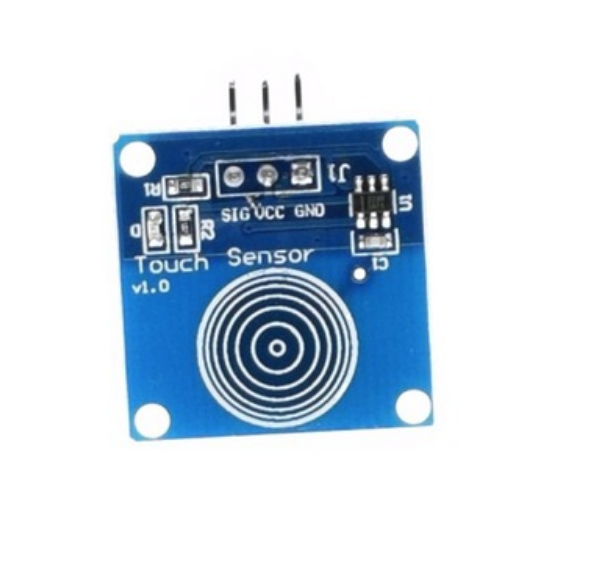 J1
R1
SIG VCC GND
U1
D
R2
C1
Touch Sensor
v1.0